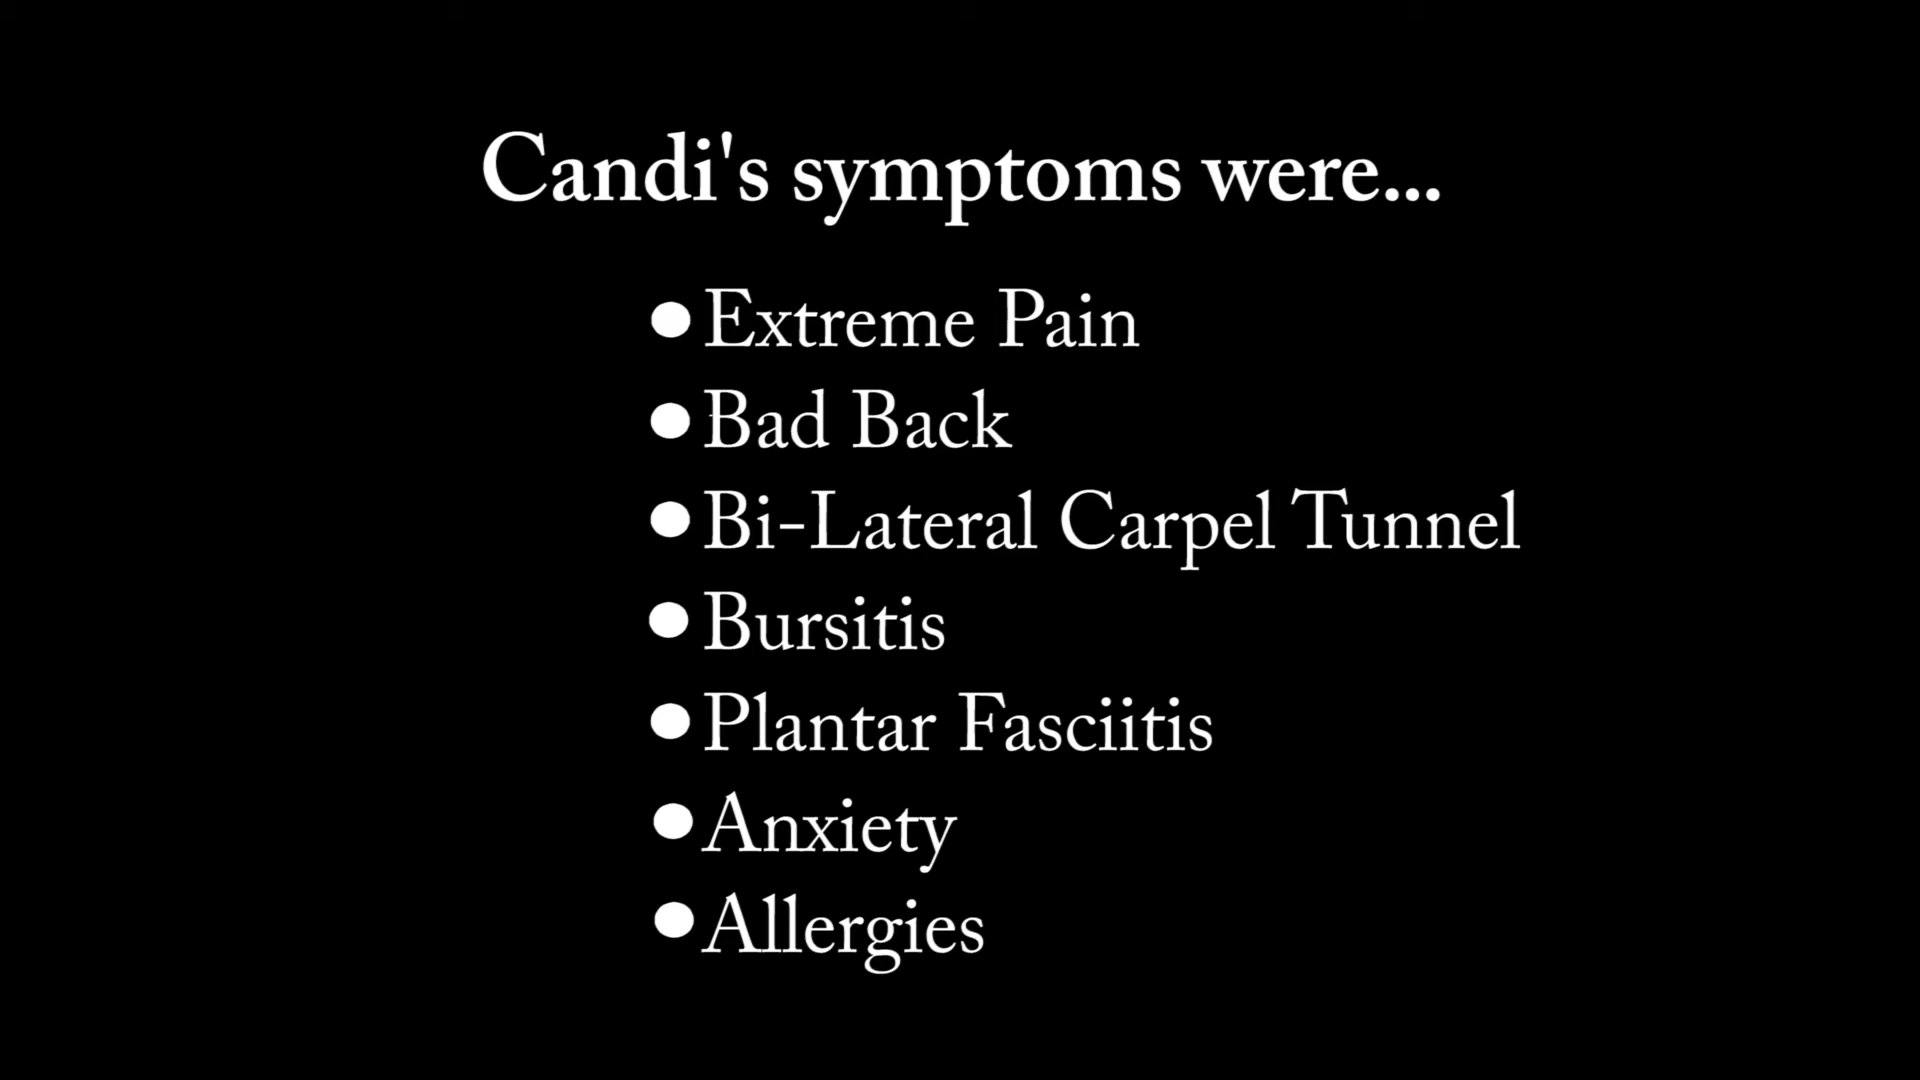 Candi's symptoms were...
●Extreme Pain
●Bad Back
●Bi-Lateral Carpel Tunnel
●Bursitis
●Plantar Fasciitis
●Anxiety
●Allergies